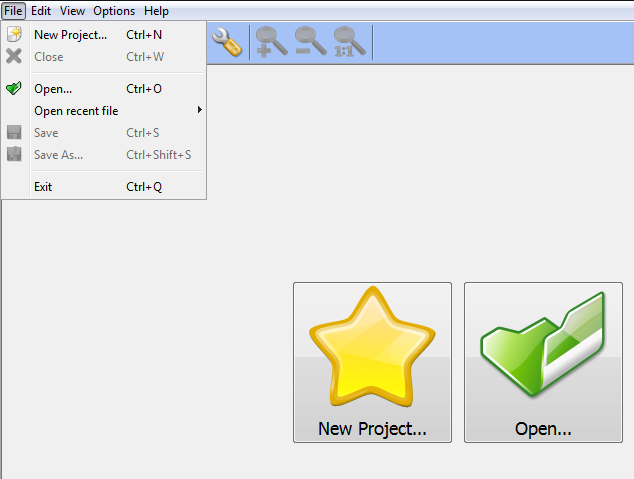 File Edit View Options Help
New Project... Ctrl+N
Close Ctrl+W
Open... Ctrl+O
Open recent file
Save Ctrl+S
Save As... Ctrl+Shift+S
Exit Ctrl+Q
1:1
New Project...
Open...